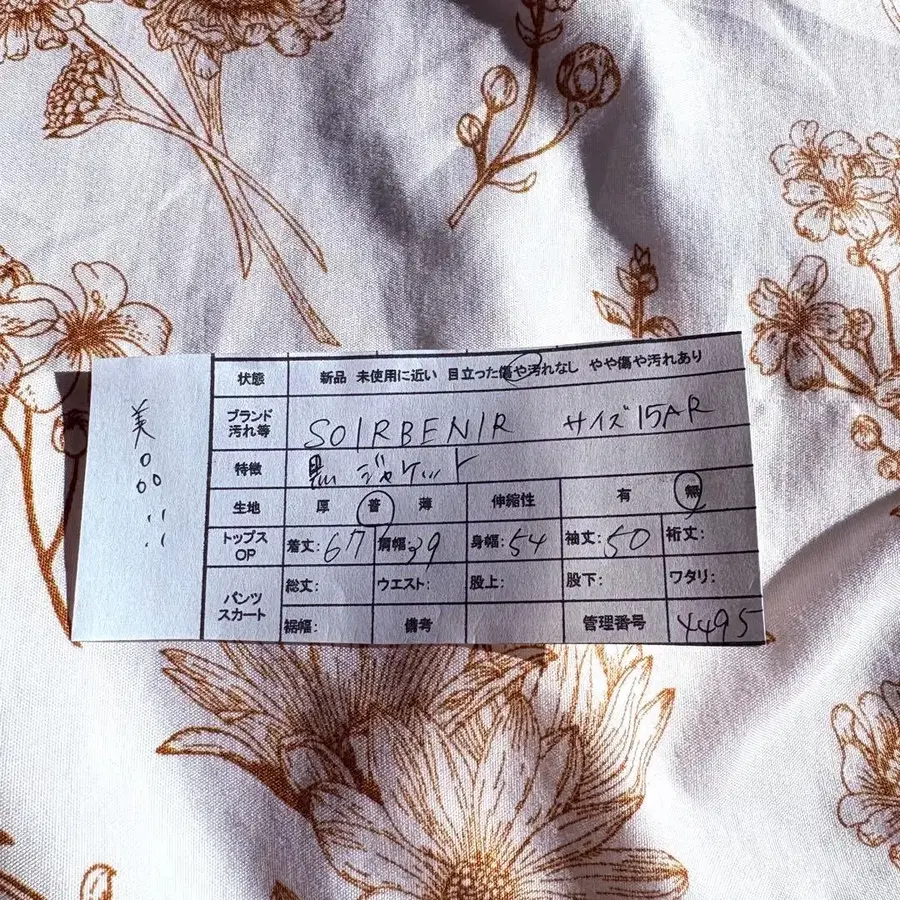 美品!!
状態 新品 未使用に近い 目立った傷や汚れなし やや傷や汚れあり
ブランド
汚れ等 SOIRBENIR サイズ15AR
特徴 黒 ジャケット
生地 厚 普 薄 伸縮性 有 無
トップス
OP 着丈:67 肩幅:39 身幅:54 袖丈:50 裄丈:
パンツ
スカート 総丈: ウエスト: 股上: 股下: ワタリ:
裾幅: 備考 管理番号 4495